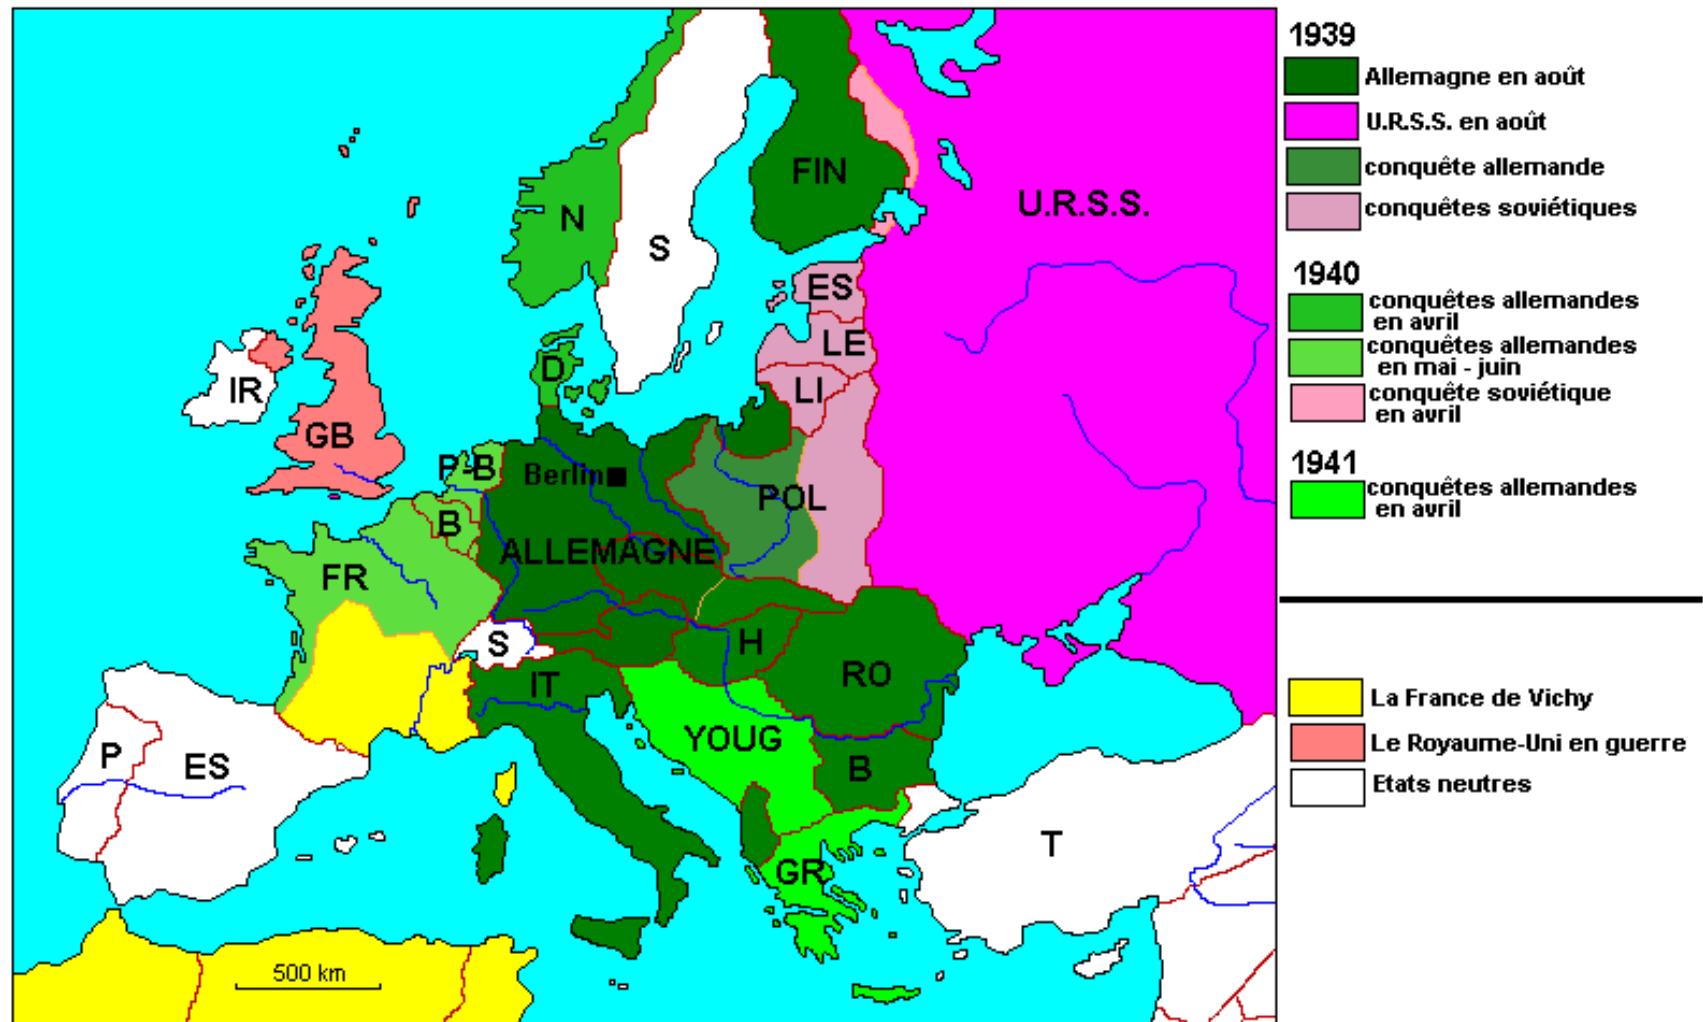 FIN
U.R.S.S.
N
S
ES
LE
IR
D
LI
GB
P-B
Berlin
POL
B
ALLEMAGNE
FR
S
H
IT
RO
YOUG
P
ES
B
T
GR
500 km
1939
Allemagne en août
U.R.S.S. en août
conquête allemande
conquêtes soviétiques
1940
conquêtes allemandes
en avril
conquêtes allemandes
en mai - juin
conquête soviétique
en avril
1941
conquêtes allemandes
en avril
La France de Vichy
Le Royaume-Uni en guerre
Etats neutres